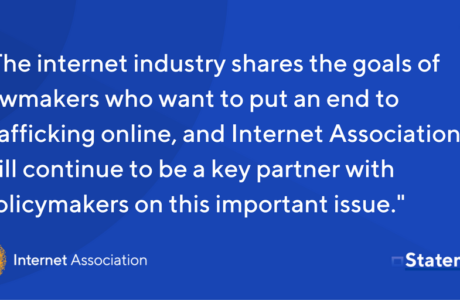 The internet industry shares the goals of
wmakers who want to put an end to
afficking online, and Internet Association
ill continue to be a key partner with
olicymakers on this important issue."
Internet Association
Statem